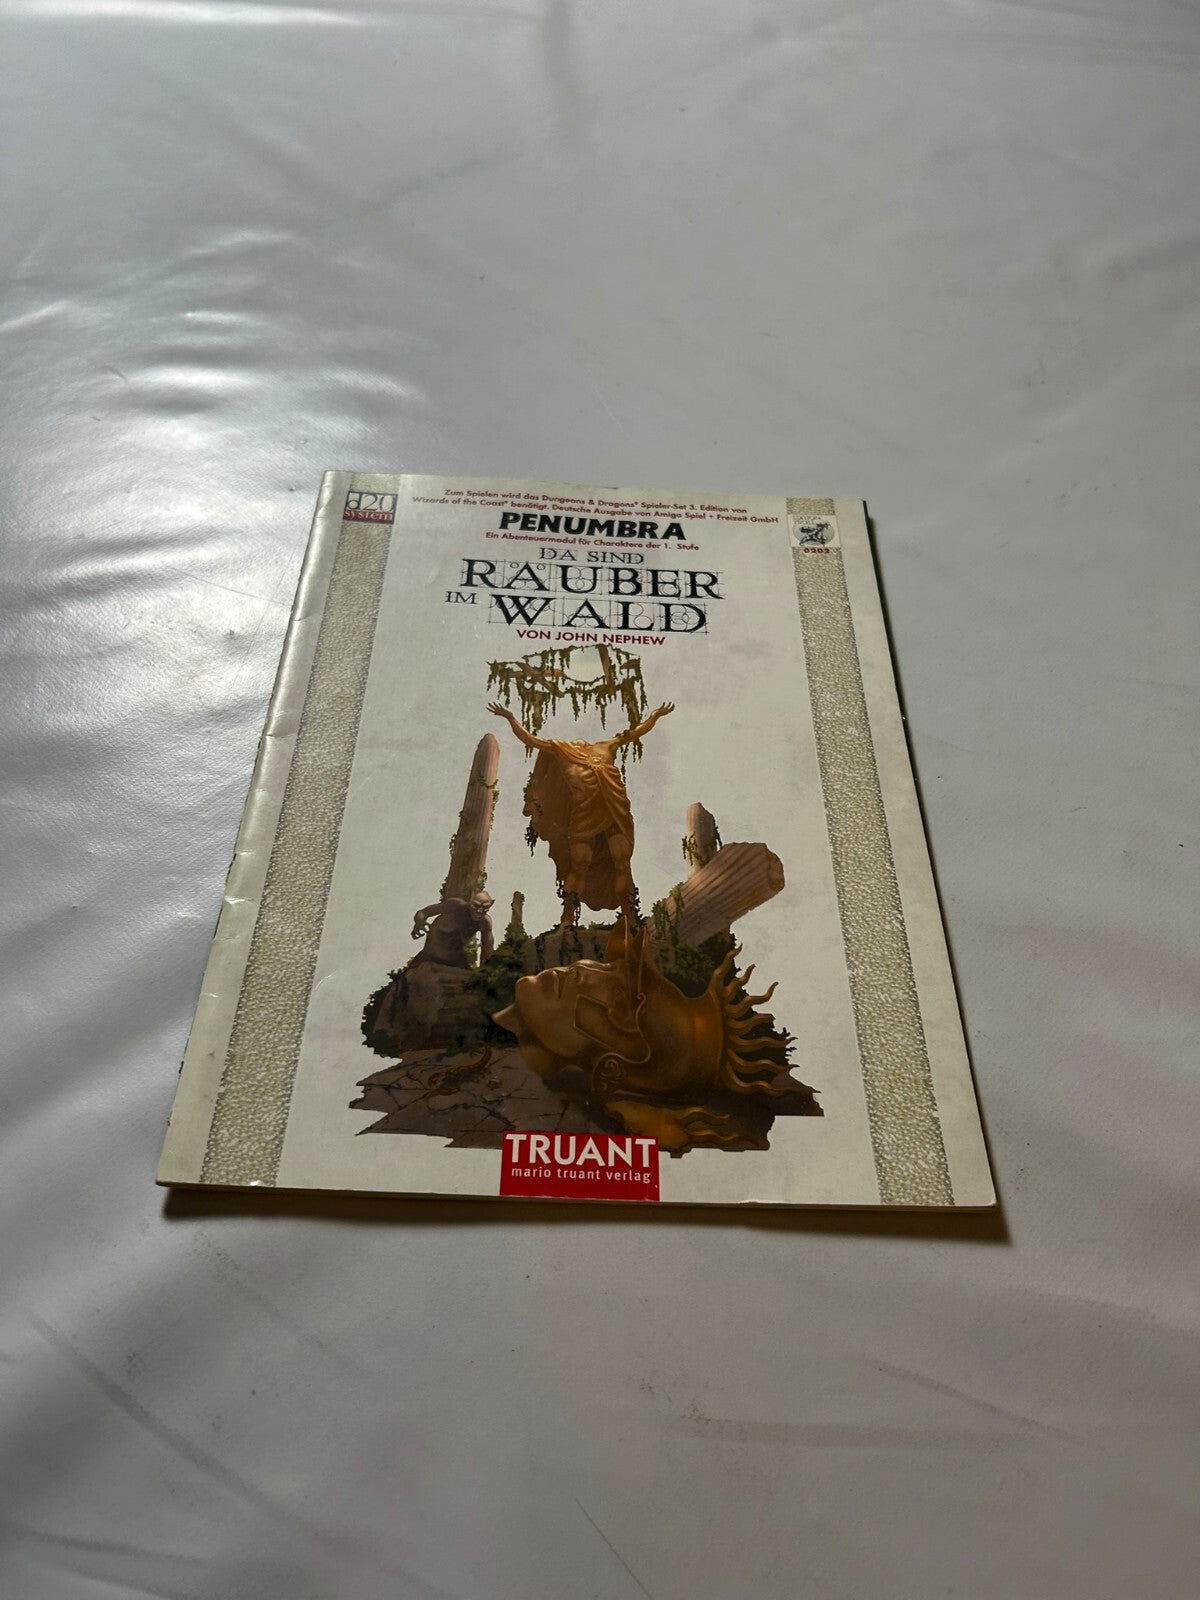 d20
system
Zum Spielen wird das Dungeons & Dragons® Spieler-Set 3. Edition von
Wizards of the Coast® benötigt. Deutsche Ausgabe von Amigo Spiel + Freizeit GmbH
PENUMBRA
Ein Abenteuermodul für Charaktere der 1. Stufe
DA SIND
RÄUBER
IM WALD
VON JOHN NEPHEW
0202
TRUANT
mario truant verlag